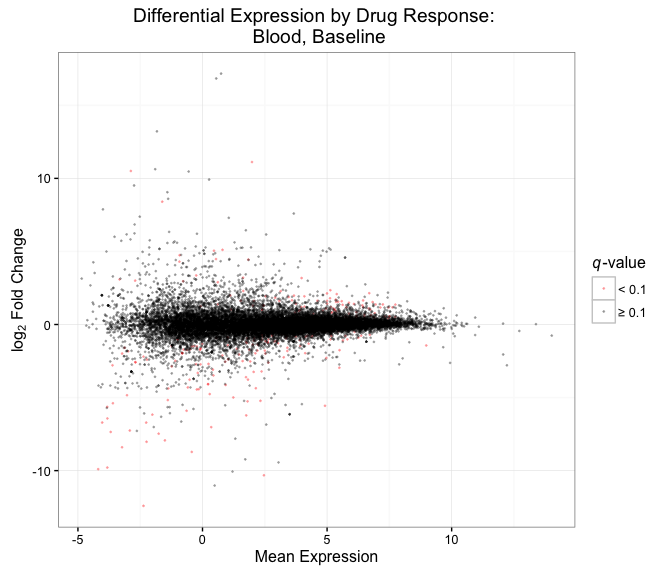 Differential Expression by Drug Response:
Blood, Baseline
log₂ Fold Change
10
0
-10
-5
0
5
10
Mean Expression
q-value
< 0.1
≥ 0.1